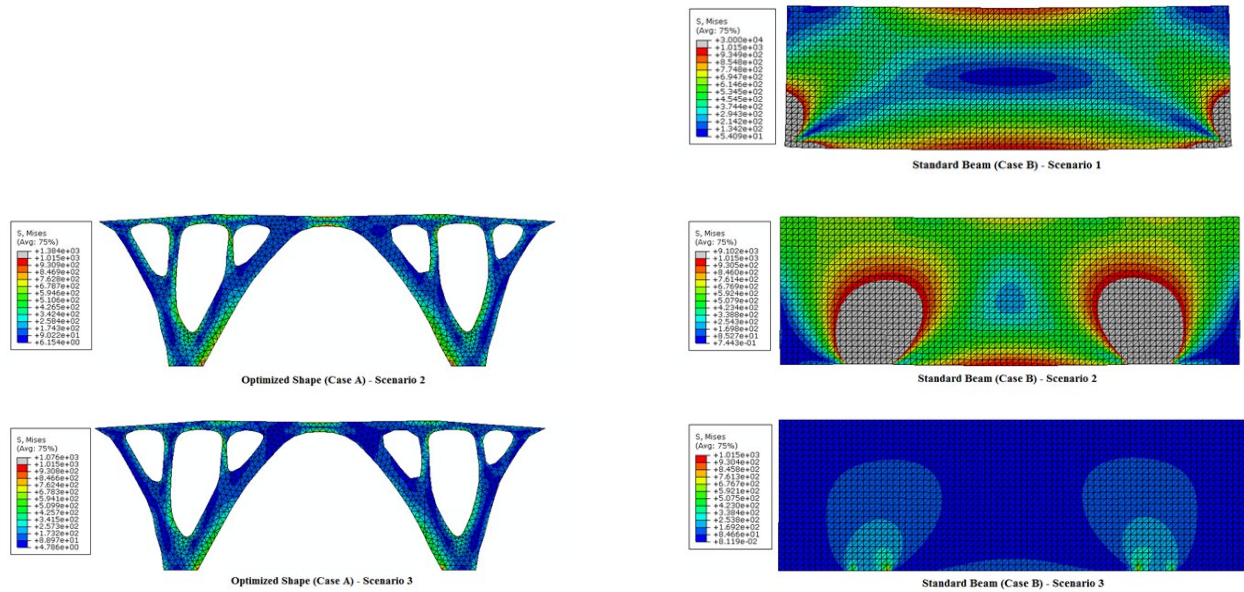 S, Mises
(Avg: 75%)
+3.000e+04
+1.015e+03
+9.349e+02
+8.548e+02
+7.748e+02
+6.947e+02
+6.146e+02
+5.345e+02
+4.545e+02
+3.744e+02
+2.943e+02
+2.142e+02
+1.342e+02
+5.409e+01
Standard Beam (Case B) - Scenario 1
S, Mises
(Avg: 75%)
+1.384e+03
+1.015e+03
+9.309e+02
+8.469e+02
+7.628e+02
+6.787e+02
+5.946e+02
+5.106e+02
+4.265e+02
+3.424e+02
+2.584e+02
+1.743e+02
+9.022e+01
+6.154e+00
Optimized Shape (Case A) - Scenario 2
S, Mises
(Avg: 75%)
+9.102e+03
+1.015e+03
+9.305e+02
+8.460e+02
+7.614e+02
+6.769e+02
+5.924e+02
+5.079e+02
+4.234e+02
+3.388e+02
+2.543e+02
+1.698e+02
+8.527e+01
+7.443e-01
Standard Beam (Case B) - Scenario 2
S, Mises
(Avg: 75%)
+1.076e+03
+1.015e+03
+9.308e+02
+8.466e+02
+7.624e+02
+6.783e+02
+5.941e+02
+5.099e+02
+4.257e+02
+3.415e+02
+2.573e+02
+1.732e+02
+8.897e+01
+4.786e+00
Optimized Shape (Case A) - Scenario 3
S, Mises
(Avg: 75%)
+1.015e+03
+9.304e+02
+8.458e+02
+7.613e+02
+6.767e+02
+5.921e+02
+5.075e+02
+4.230e+02
+3.384e+02
+2.538e+02
+1.692e+02
+8.466e+01
+8.119e-02
Standard Beam (Case B) - Scenario 3